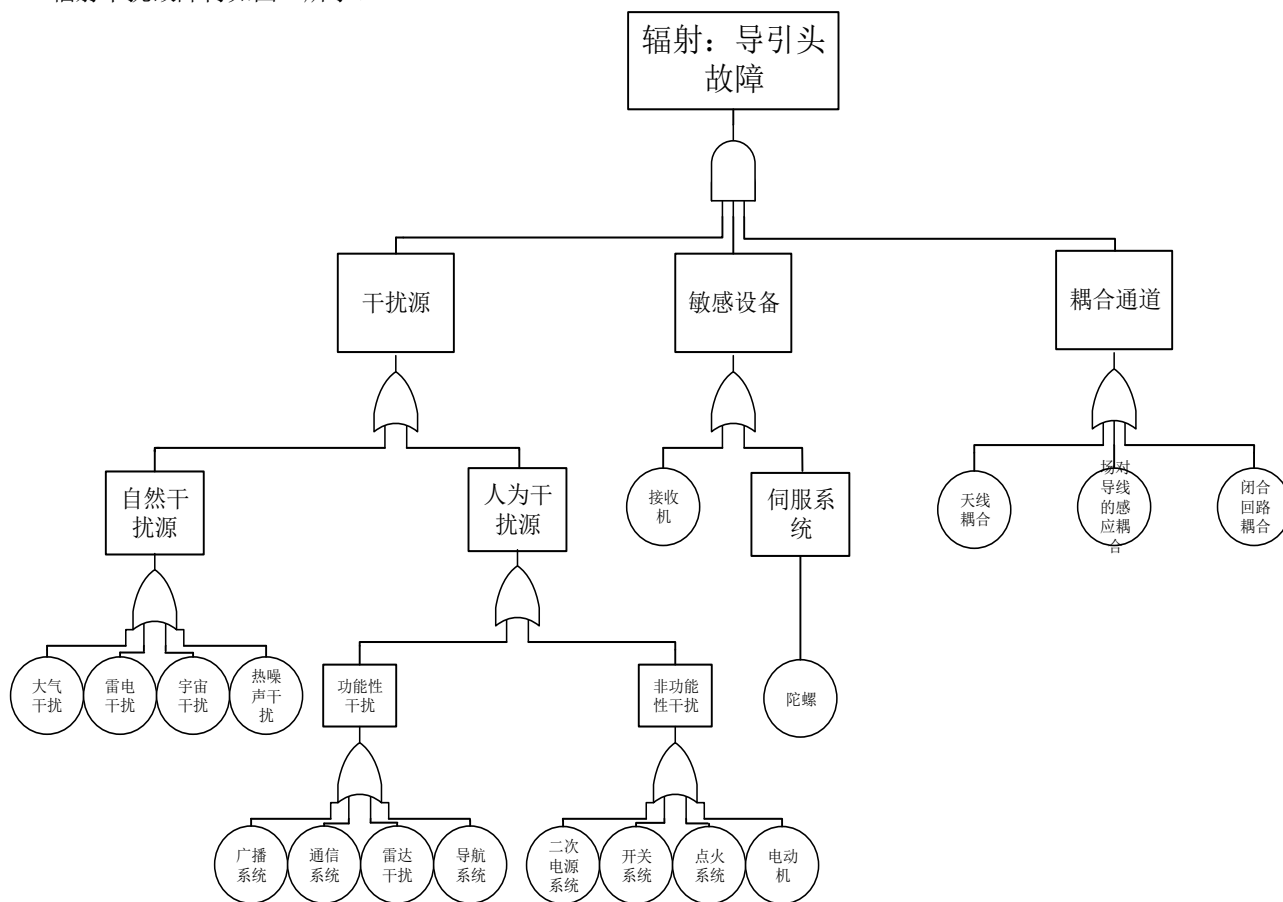 辐射：导引头
故障
干扰源
敏感设备
耦合通道
自然干
扰源
人为干
扰源
接收
机
伺服系
统
天线
耦合
场对
导线
的感
应耦
合
闭合
回路
耦合
大气
干扰
雷电
干扰
宇宙
干扰
热噪
声干
扰
功能性
干扰
非功能
性干扰
陀螺
广播
系统
通信
系统
雷达
干扰
导航
系统
二次
电源
系统
开关
系统
点火
系统
电动
机